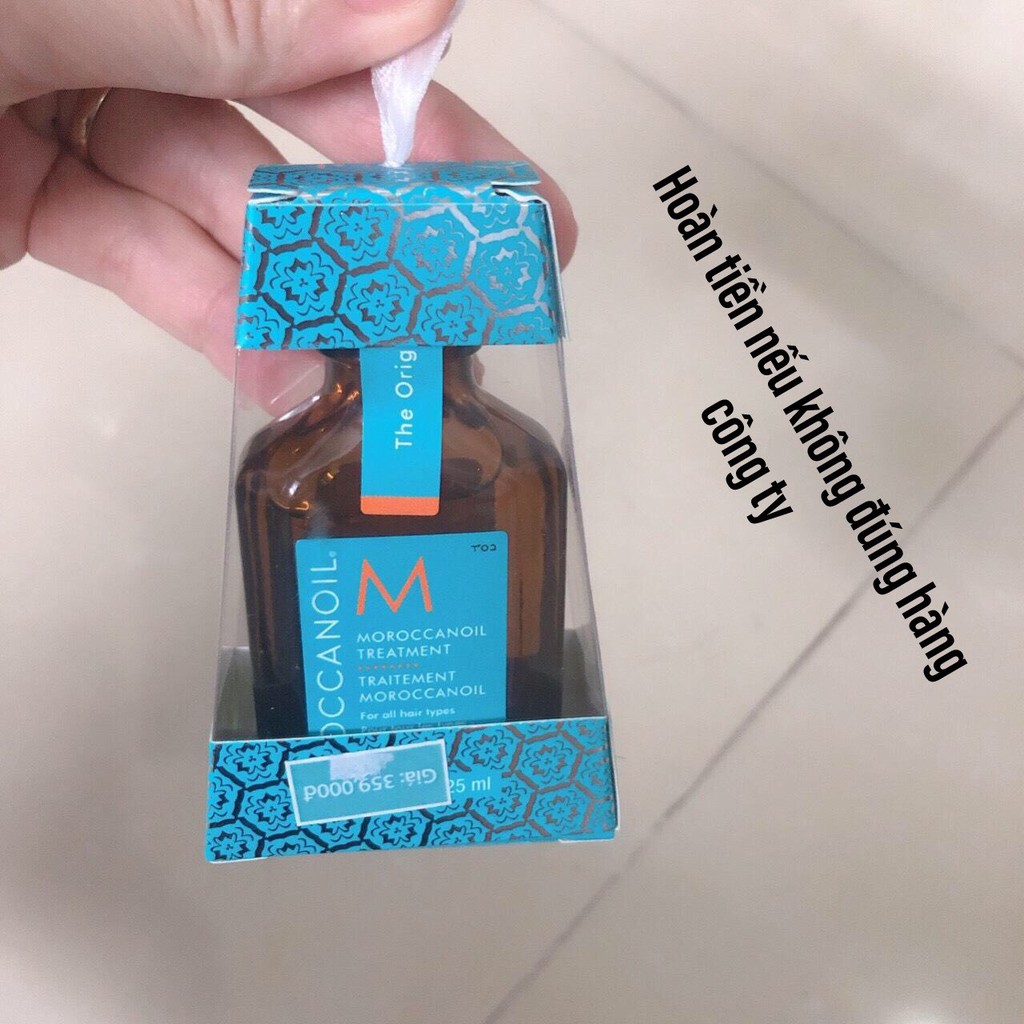 Hoàn tiền nếu không đúng hàng
công ty
The Orig
OCCANOIL®
M
MOROCCANOIL
TREATMENT
TRAITEMENT
MOROCCANOIL
For all hair types
Giá: 359,000đ
25 ml